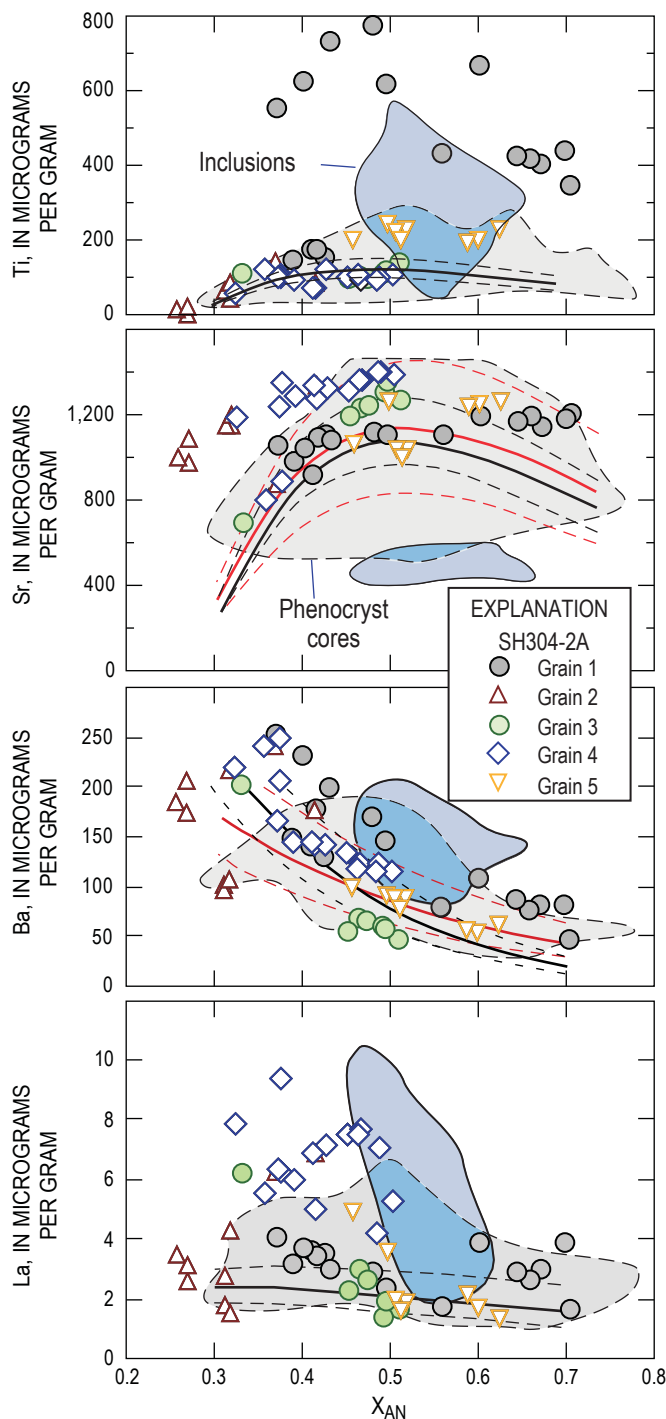 Ti, IN MICROGRAMS
PER GRAM
800
600
400
200
0
Inclusions
Sr, IN MICROGRAMS
PER GRAM
1,200
800
400
0
Phenocryst
cores
EXPLANATION
SH304-2A
Grain 1
Grain 2
Grain 3
Grain 4
Grain 5
Ba, IN MICROGRAMS
PER GRAM
250
200
150
100
50
0
La, IN MICROGRAMS
PER GRAM
10
8
6
4
2
0
0.2 0.3 0.4 0.5 0.6 0.7 0.8
XAN